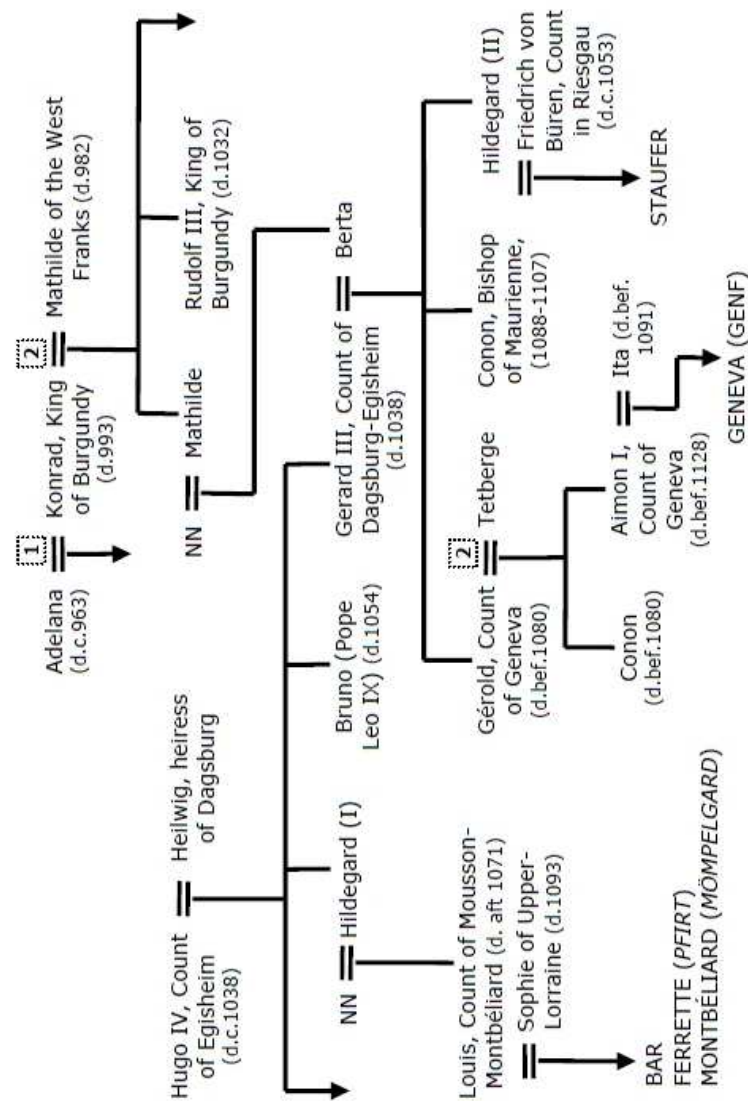 1
2
Adelana
(d.c.963)
Konrad, King
of Burgundy
(d.993)
Mathilde of the West
Franks (d.982)
NN
Mathilde
Rudolf III, King of
Burgundy (d.1032)
Hugo IV, Count
of Egisheim
(d.c.1038)
Heilwig, heiress
of Dagsburg
NN
Hildegard (I)
Bruno (Pope
Leo IX) (d.1054)
Gerard III, Count of
Dagsburg-Egisheim
(d.1038)
Berta
Louis, Count of Mousson-
Montbéliard (d. aft 1071)
Sophie of Upper-
Lorraine (d.1093)
Gérold, Count
of Geneva
(d.bef.1080)
2
Tetberge
Conon, Bishop
of Maurienne,
(1088-1107)
Hildegard (II)
Friedrich von
Büren, Count
in Riesgau
(d.c.1053)
Conon
(d.bef.1080)
Aimon I,
Count of
Geneva
(d.bef.1128)
Ita (d.bef.
1091)
STAUFER
BAR
FERRETTE (PFIRT)
MONTBÉLIARD (MÖMPELGARD)
GENEVA (GENF)